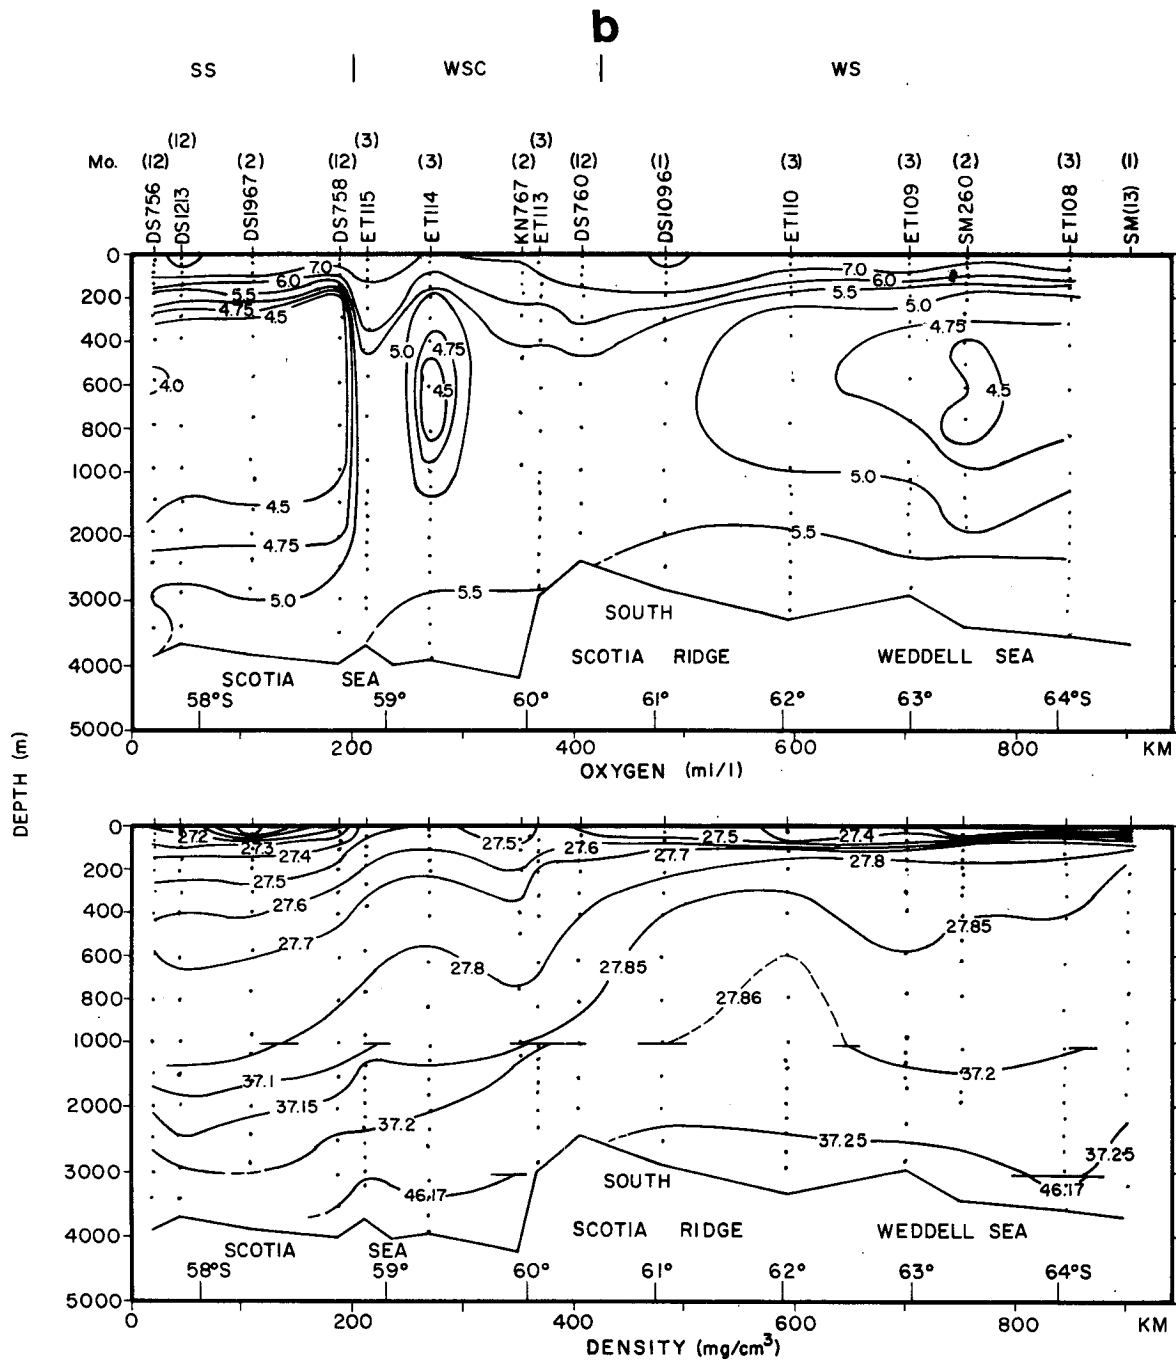 b
SS | WSC | WS
(12) (3) (3)
Mo. (12) (2) (12) (3) (2) (12) (1) (3) (3) (2) (3) (1)
DS756 DS1213 DS1967 DS758 ET115 ET114 KN767 ET113 DS760 DS1096 ET110 ET109 SM260 ET108 SM(13)
0
7.0 7.0
6.0 6.0
200 5.5 5.5
4.75 5.0
4.5 4.75
400 5.0 4.75
600 4.0 4.5 4.5
800
1000 5.0
4.5
2000 4.75 5.5
3000 5.0 5.5
SOUTH
4000 SCOTIA SEA SCOTIA RIDGE WEDDELL SEA
58°S 59° 60° 61° 62° 63° 64°S
5000
0 200 400 600 800 KM
OXYGEN (ml/l)
DEPTH (m)
0 27.2 27.5 27.5 27.4
27.3 27.4 27.6 27.7 27.8
200 27.5
400 27.6 27.85
27.7
600 27.8 27.85
800 27.86
1000
37.1 37.2
2000 37.15
37.2 37.25
3000 37.25
46.17 46.17
SOUTH
4000 SCOTIA SEA SCOTIA RIDGE WEDDELL SEA
58°S 59° 60° 61° 62° 63° 64°S
5000
0 200 400 600 800 KM
DENSITY (mg/cm³)